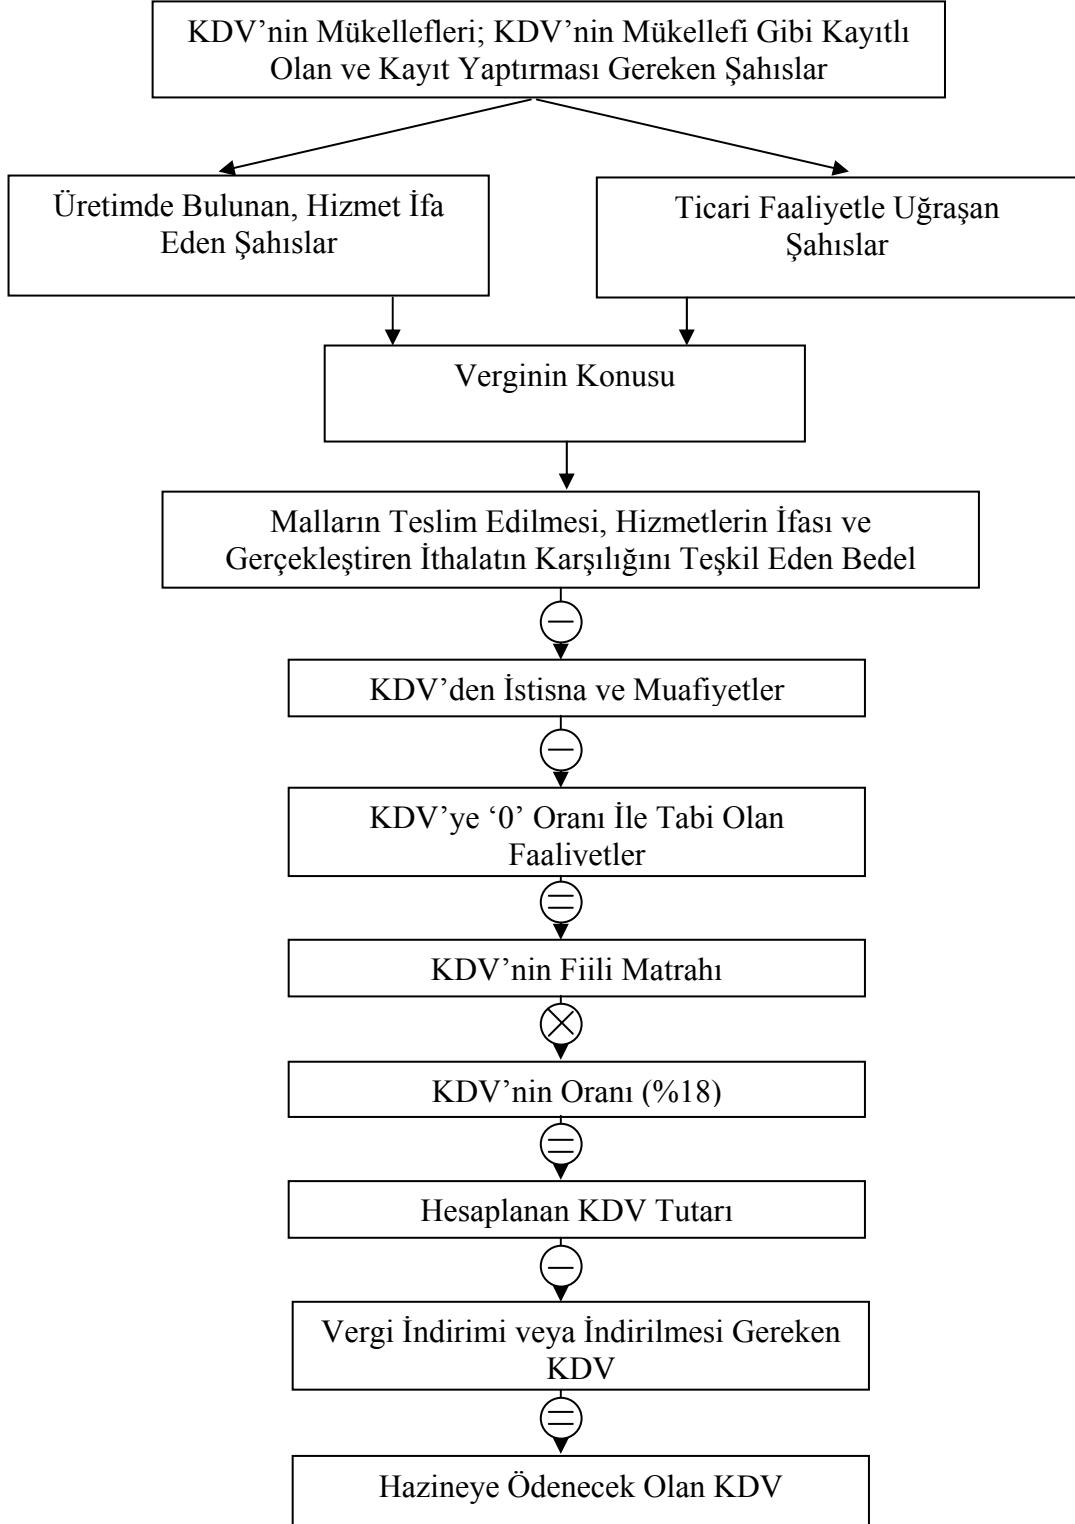 KDV’nin Mükellefleri; KDV’nin Mükellefi Gibi Kayıtlı
Olan ve Kayıt Yaptırması Gereken Şahıslar
Üretimde Bulunan, Hizmet İfa
Eden Şahıslar
Ticari Faaliyetle Uğraşan
Şahıslar
Verginin Konusu
Malların Teslim Edilmesi, Hizmetlerin İfası ve
Gerçekleştiren İthalatın Karşılığını Teşkil Eden Bedel
KDV’den İstisna ve Muafiyetler
KDV’ye ‘0’ Oranı İle Tabi Olan
Faaliyetler
KDV’nin Fiili Matrahı
KDV’nin Oranı (%18)
Hesaplanan KDV Tutarı
Vergi İndirimi veya İndirilmesi Gereken
KDV
Hazineye Ödenecek Olan KDV